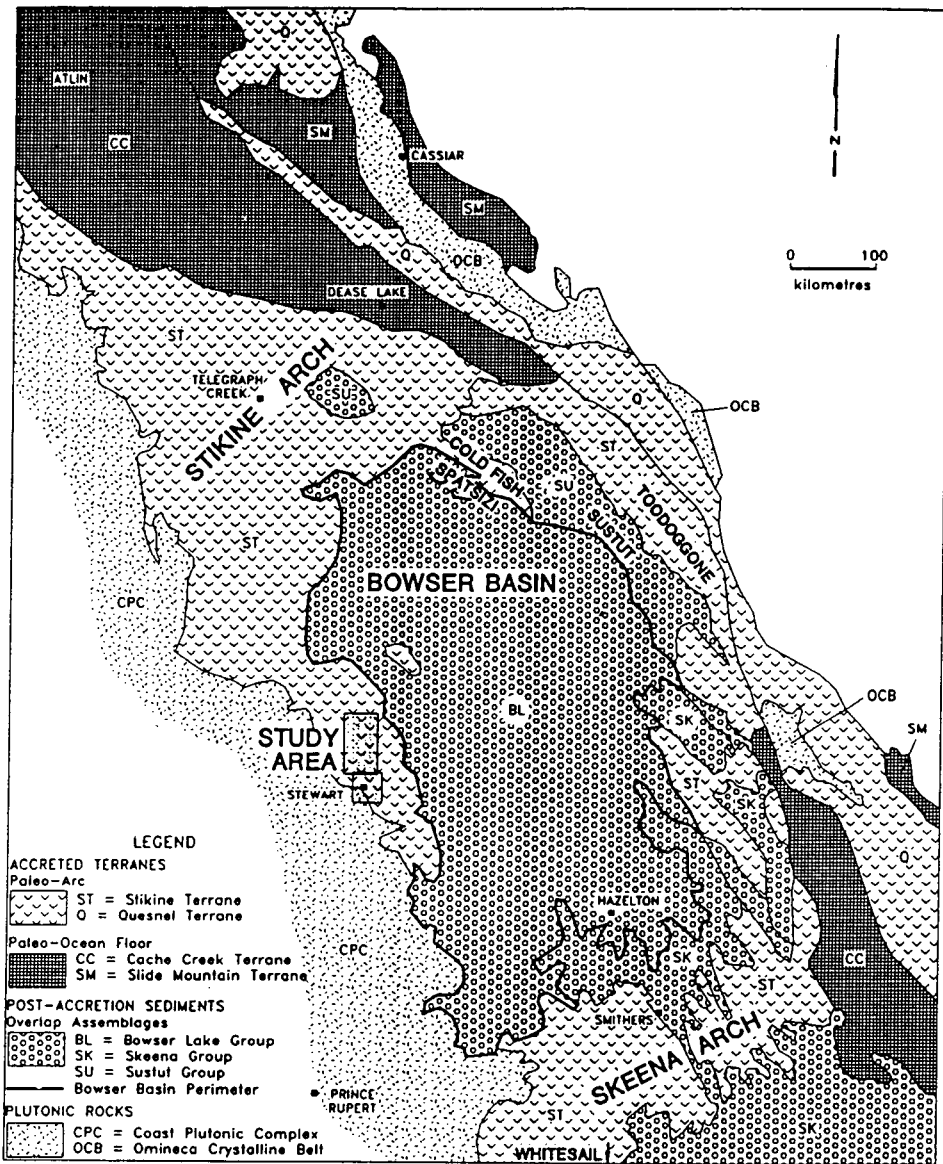 Q
ATLIN
CC
SM
CASSIAR
N
SM
Q
OCB
0 100
kilometres
DEASE LAKE
ST
STIKINE ARCH
TELEGRAPH
CREEK
SU
Q
OCB
ST
COLD FISH
SPATSIZI
SU
SUSTUT
TOODOGGONE
ST
BOWSER BASIN
CPC
OCB
SK
BL
SM
STUDY
AREA
STEWART
ST
SK
LEGEND
ACCRETED TERRANES
Paleo-Arc
ST = Stikine Terrane
Q = Quesnel Terrane
Paleo-Ocean Floor
CC = Cache Creek Terrane
SM = Slide Mountain Terrane
POST-ACCRETION SEDIMENTS
Overlap Assemblages
BL = Bowser Lake Group
SK = Skeena Group
SU = Sustut Group
Bowser Basin Perimeter
PLUTONIC ROCKS
CPC = Coast Plutonic Complex
OCB = Omineca Crystalline Belt
Q
HAZELTON
CPC
SK
CC
ST
SMITHERS
SKEENA ARCH
PRINCE
RUPERT
ST
SK
WHITESAIL